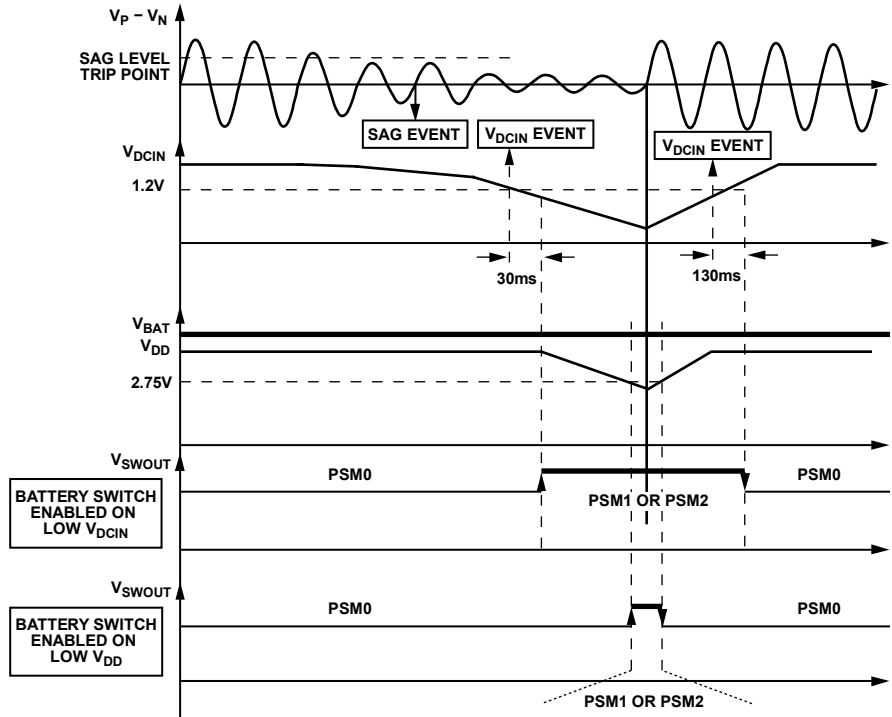 VP – VN
SAG LEVEL
TRIP POINT
SAG EVENT
VDCIN EVENT
VDCIN EVENT
VDCIN
1.2V
30ms
130ms
VBAT
VDD
2.75V
VSWOUT
PSM0
PSM0
BATTERY SWITCH
ENABLED ON
LOW VDCIN
PSM1 OR PSM2
VSWOUT
PSM0
PSM0
BATTERY SWITCH
ENABLED ON
LOW VDD
PSM1 OR PSM2